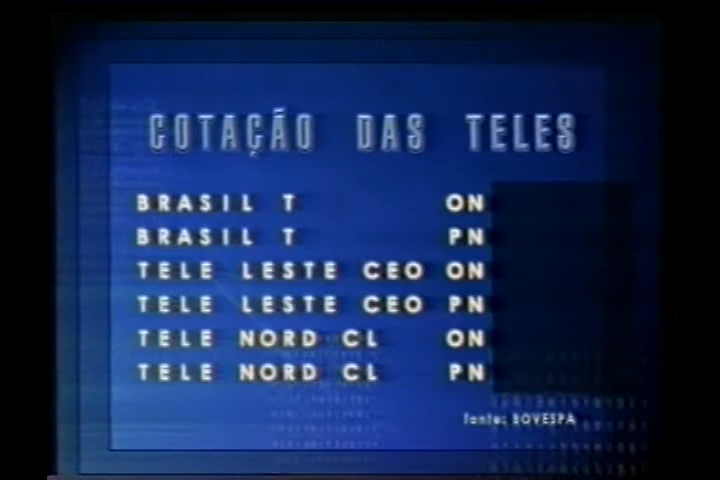 COTAÇÃO DAS TELES
BRASIL T ON
BRASIL T PN
TELE LESTE CEO ON
TELE LESTE CEO PN
TELE NORD CL ON
TELE NORD CL PN
fonte: BOVESPA